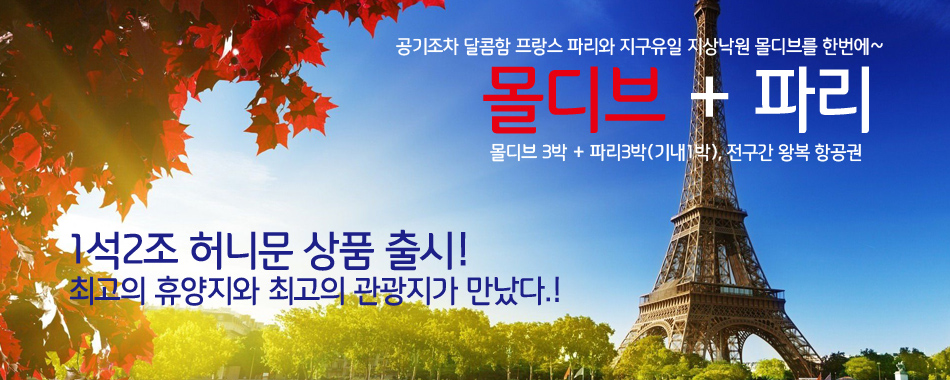 공기조차 달콤함 프랑스 파리와 지구유일 지상낙원 몰디브를 한번에~
몰디브 + 파리
몰디브 3박 + 파리3박(기내1박), 전구간 왕복 항공권
1석2조 허니문 상품 출시!
최고의 휴양지와 최고의 관광지가 만났다.!